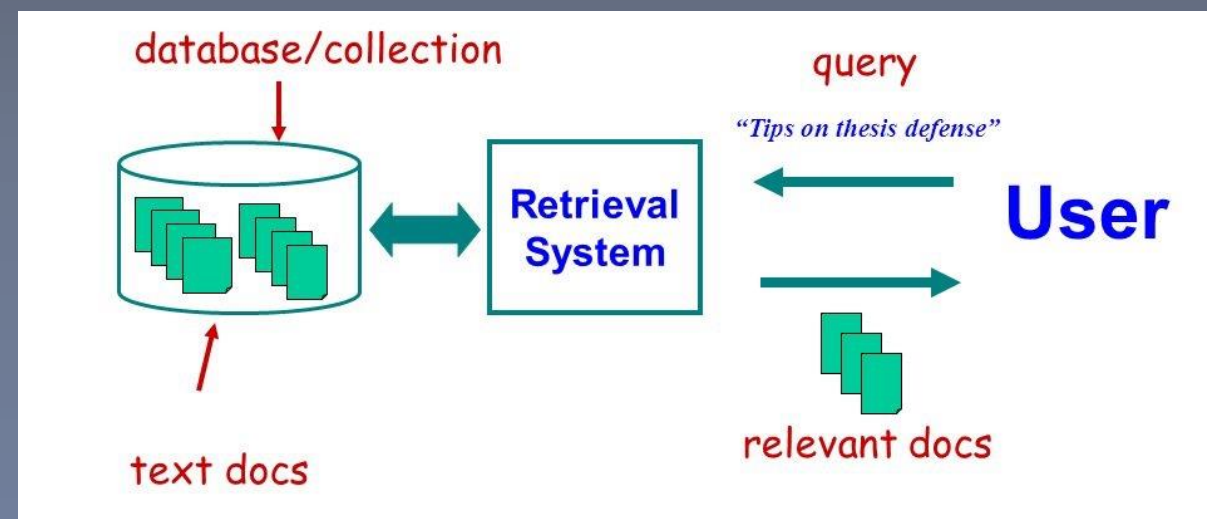 database/collection
query
“Tips on thesis defense”
Retrieval
System
User
text docs
relevant docs